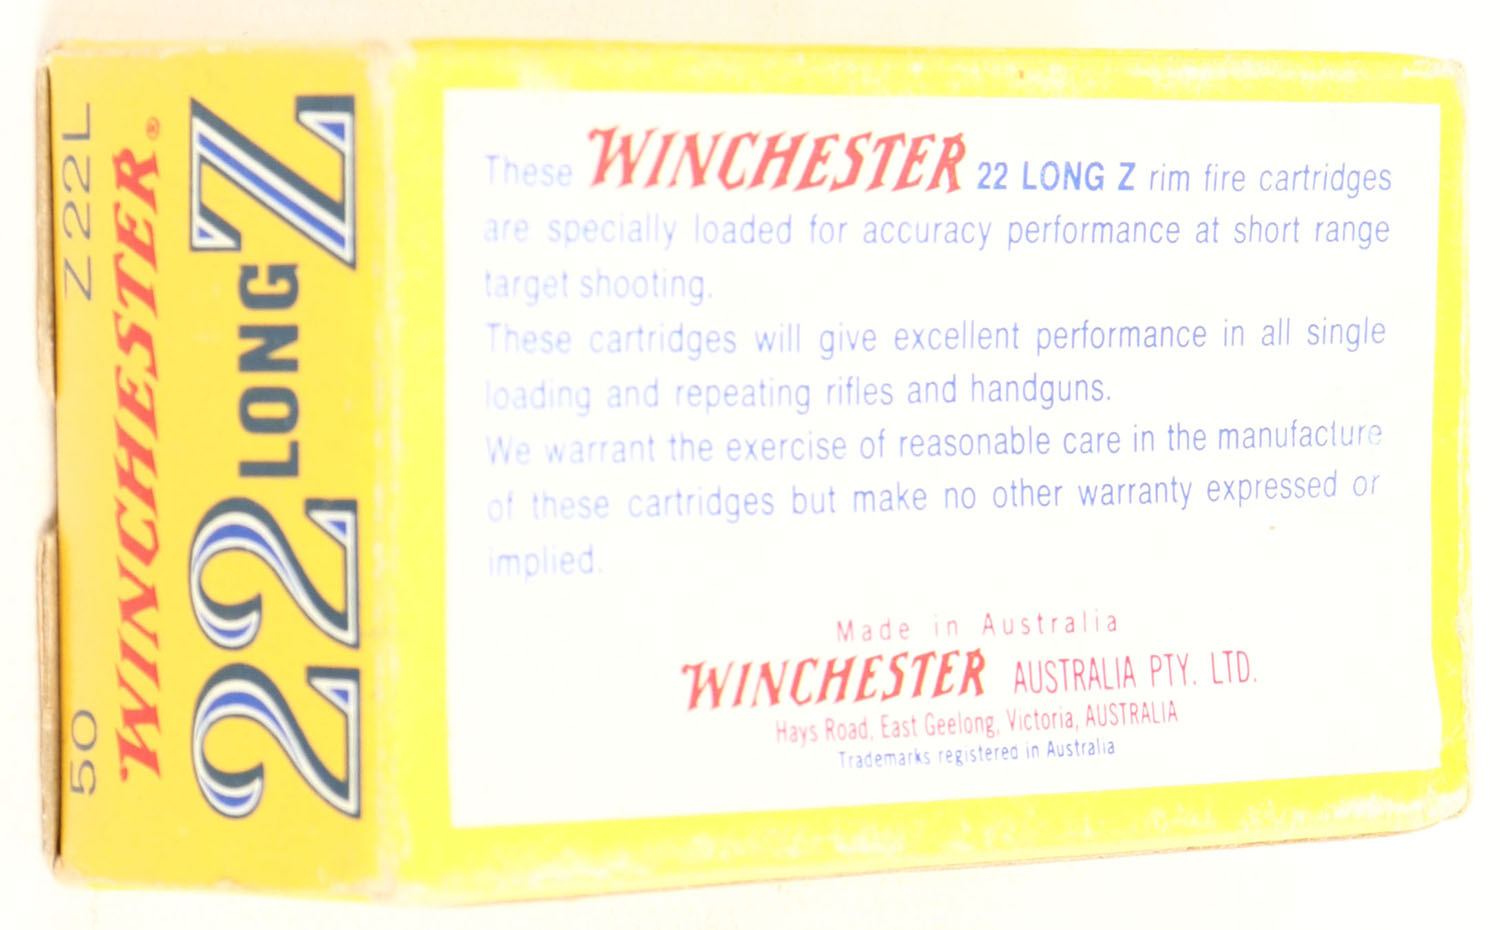 50 Z22L
WINCHESTER®
22 LONG Z
These WINCHESTER 22 LONG Z rim fire cartridges
are specially loaded for accuracy performance at short range
target shooting.
These cartridges will give excellent performance in all single
loading and repeating rifles and handguns.
We warrant the exercise of reasonable care in the manufacture
of these cartridges but make no other warranty expressed or
implied.
Made in Australia
WINCHESTER AUSTRALIA PTY. LTD.
Hays Road, East Geelong, Victoria, AUSTRALIA
Trademarks registered in Australia